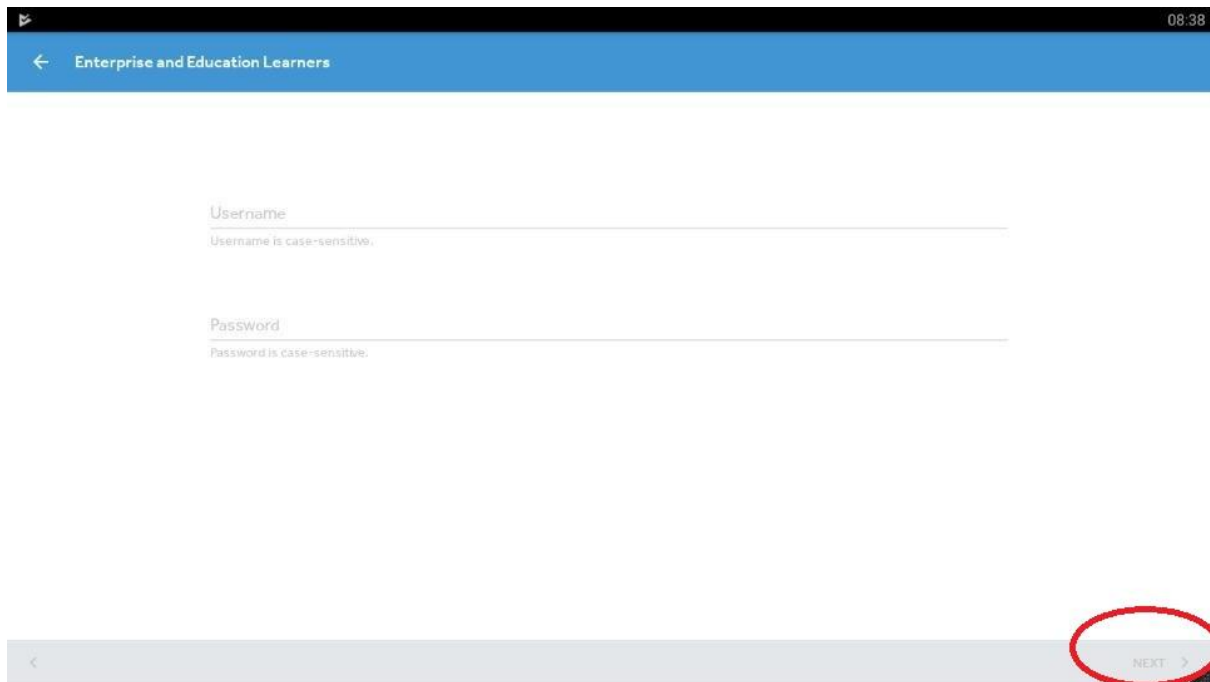 08:38
Enterprise and Education Learners
Username
Username is case-sensitive.
Password
Password is case-sensitive.
NEXT